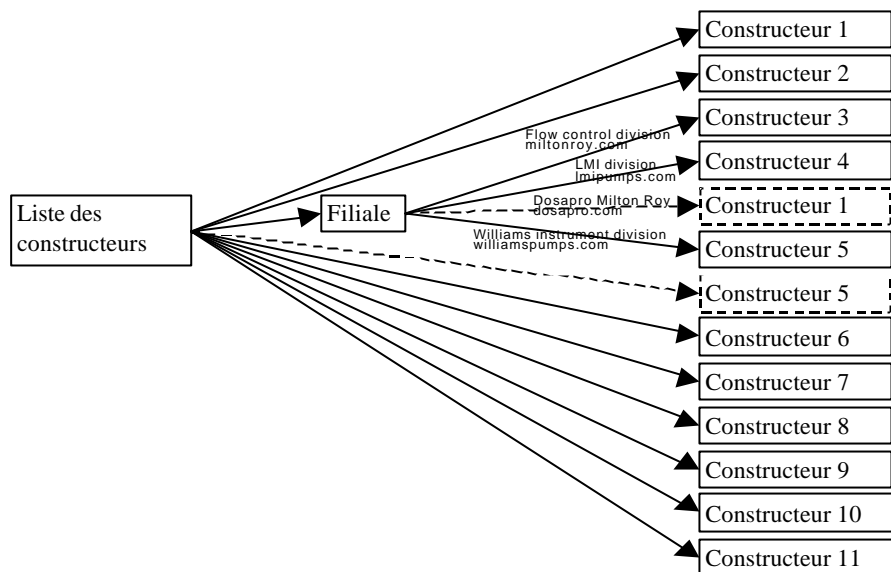 Constructeur 1
Constructeur 2
Constructeur 3
Flow control division
miltonroy.com
Constructeur 4
LMI division
lmipumps.com
Liste des
constructeurs
Filiale
Dosapro Milton Roy
dosapro.com
Constructeur 1
Williams instrument division
williamspumps.com
Constructeur 5
Constructeur 5
Constructeur 6
Constructeur 7
Constructeur 8
Constructeur 9
Constructeur 10
Constructeur 11